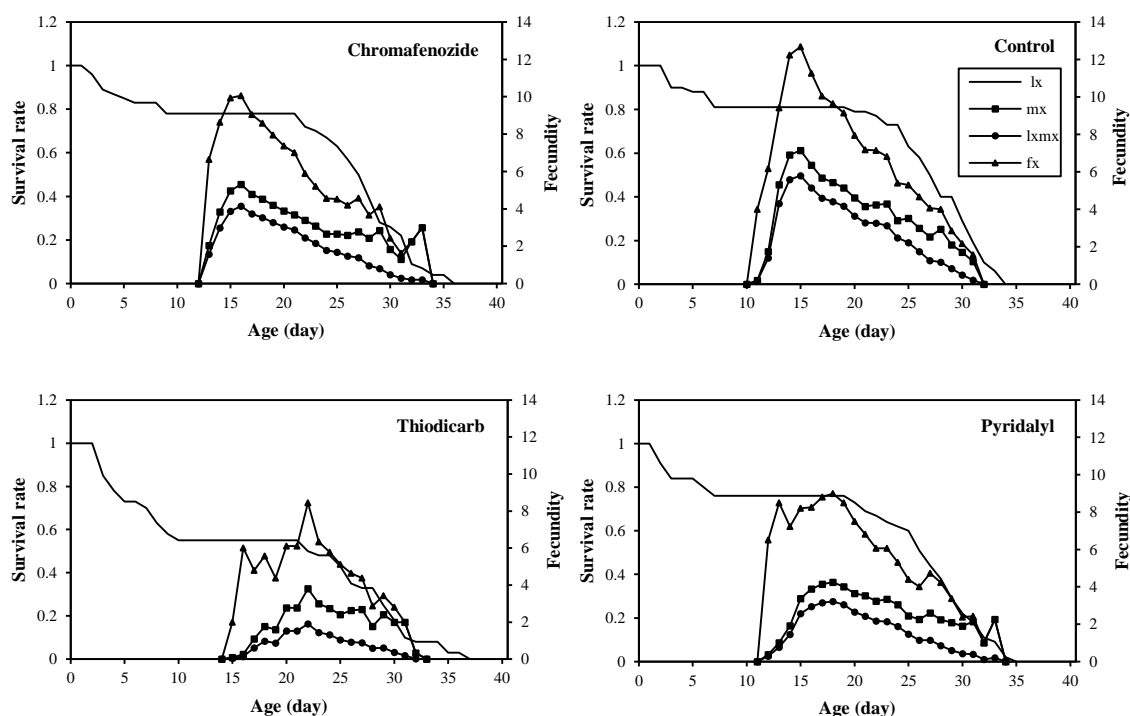 Chromafenozide
Survival rate
1.2
1
0.8
0.6
0.4
0.2
0
14
12
10
8
6
4
2
0
Fecundity
0 5 10 15 20 25 30 35 40
Age (day)
Control
lx
mx
lxmx
fx
Survival rate
1.2
1
0.8
0.6
0.4
0.2
0
14
12
10
8
6
4
2
0
Fecundity
0 5 10 15 20 25 30 35 40
Age (day)
Thiodicarb
Survival rate
1.2
1
0.8
0.6
0.4
0.2
0
14
12
10
8
6
4
2
0
Fecundity
0 5 10 15 20 25 30 35 40
Age (day)
Pyridalyl
Survival rate
1.2
1
0.8
0.6
0.4
0.2
0
14
12
10
8
6
4
2
0
Fecundity
0 5 10 15 20 25 30 35 40
Age (day)